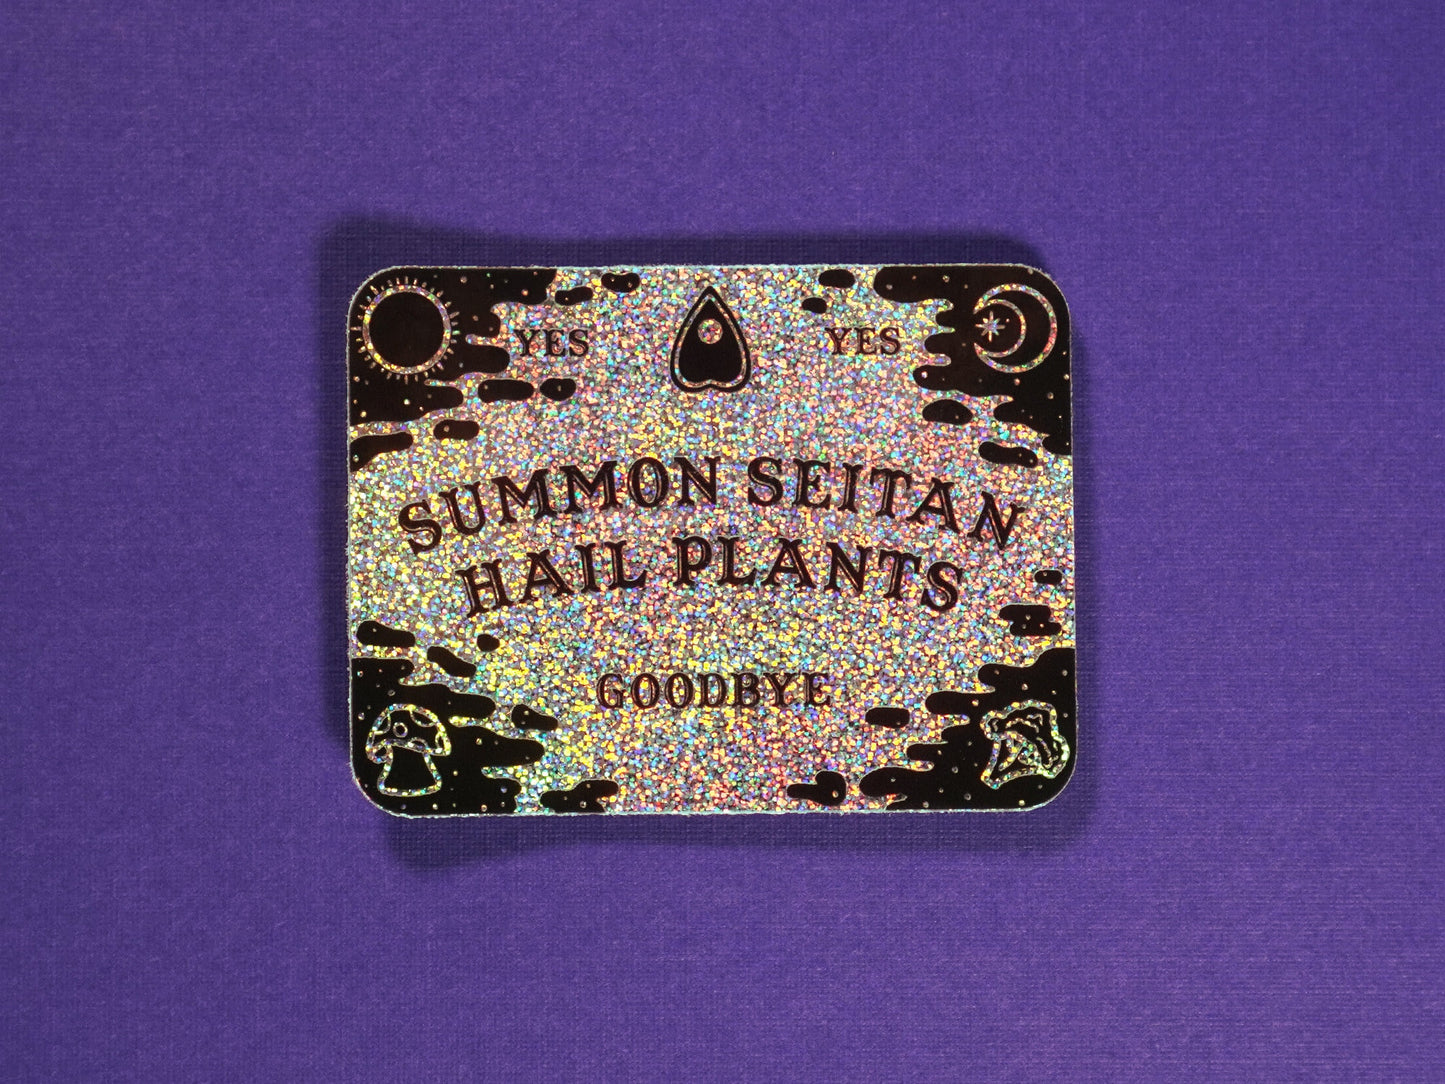 YES YES
SUMMON SEITAN
HAIL PLANTS
GOODBYE